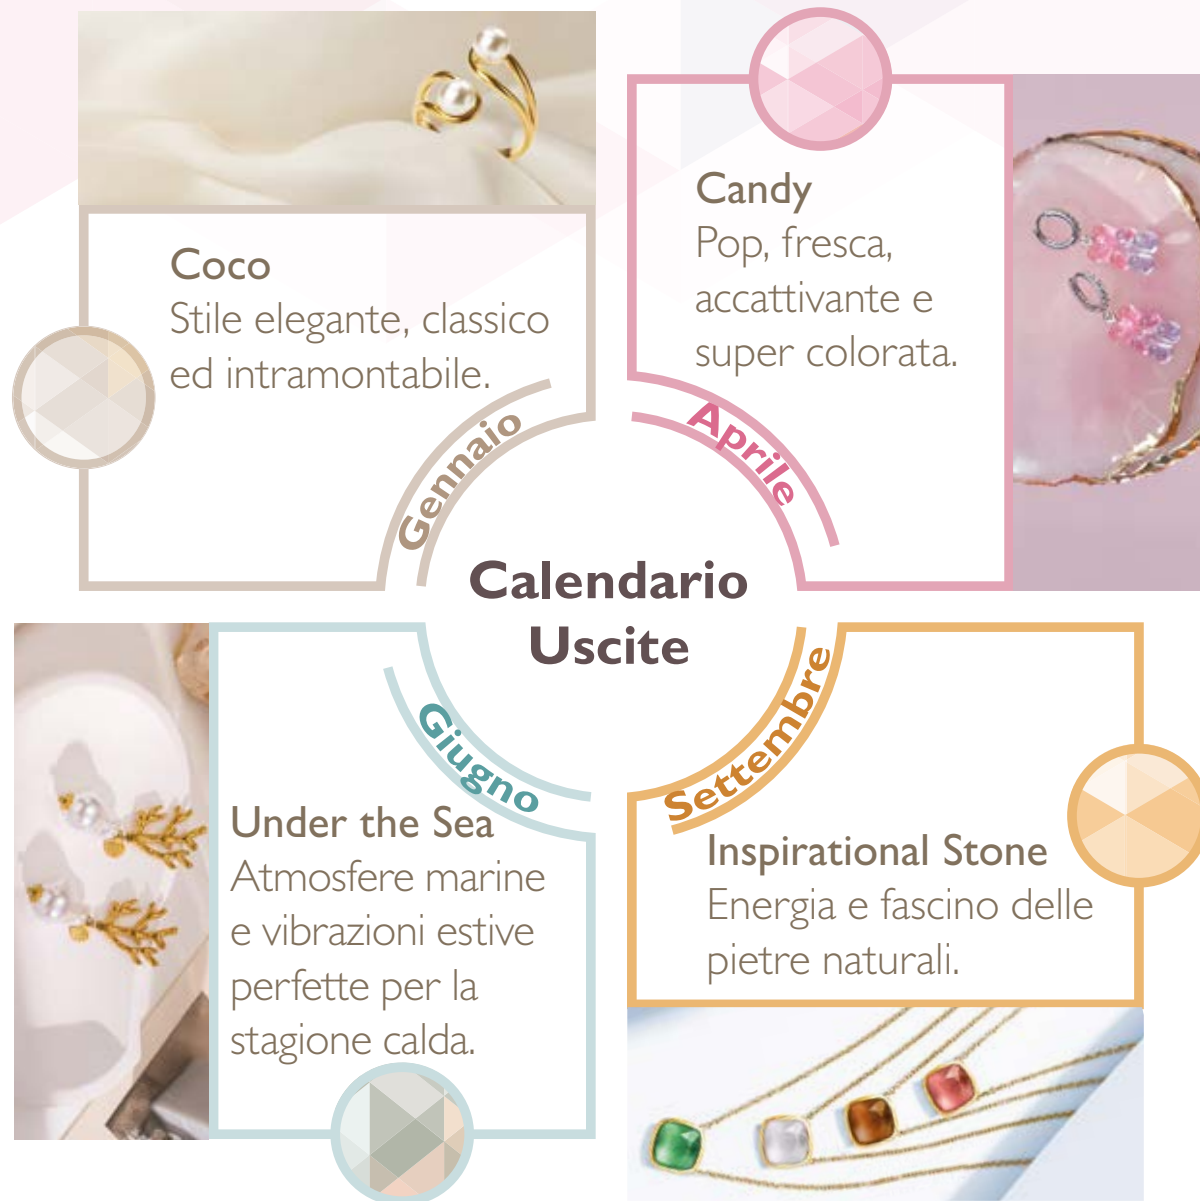 Coco
Stile elegante, classico
ed intramontabile.
Gennaio
Candy
Pop, fresca,
accattivante e
super colorata.
Aprile
Calendario
Uscite
Giugno
Under the Sea
Atmosfere marine
e vibrazioni estive
perfette per la
stagione calda.
Settembre
Inspirational Stone
Energia e fascino delle
pietre naturali.